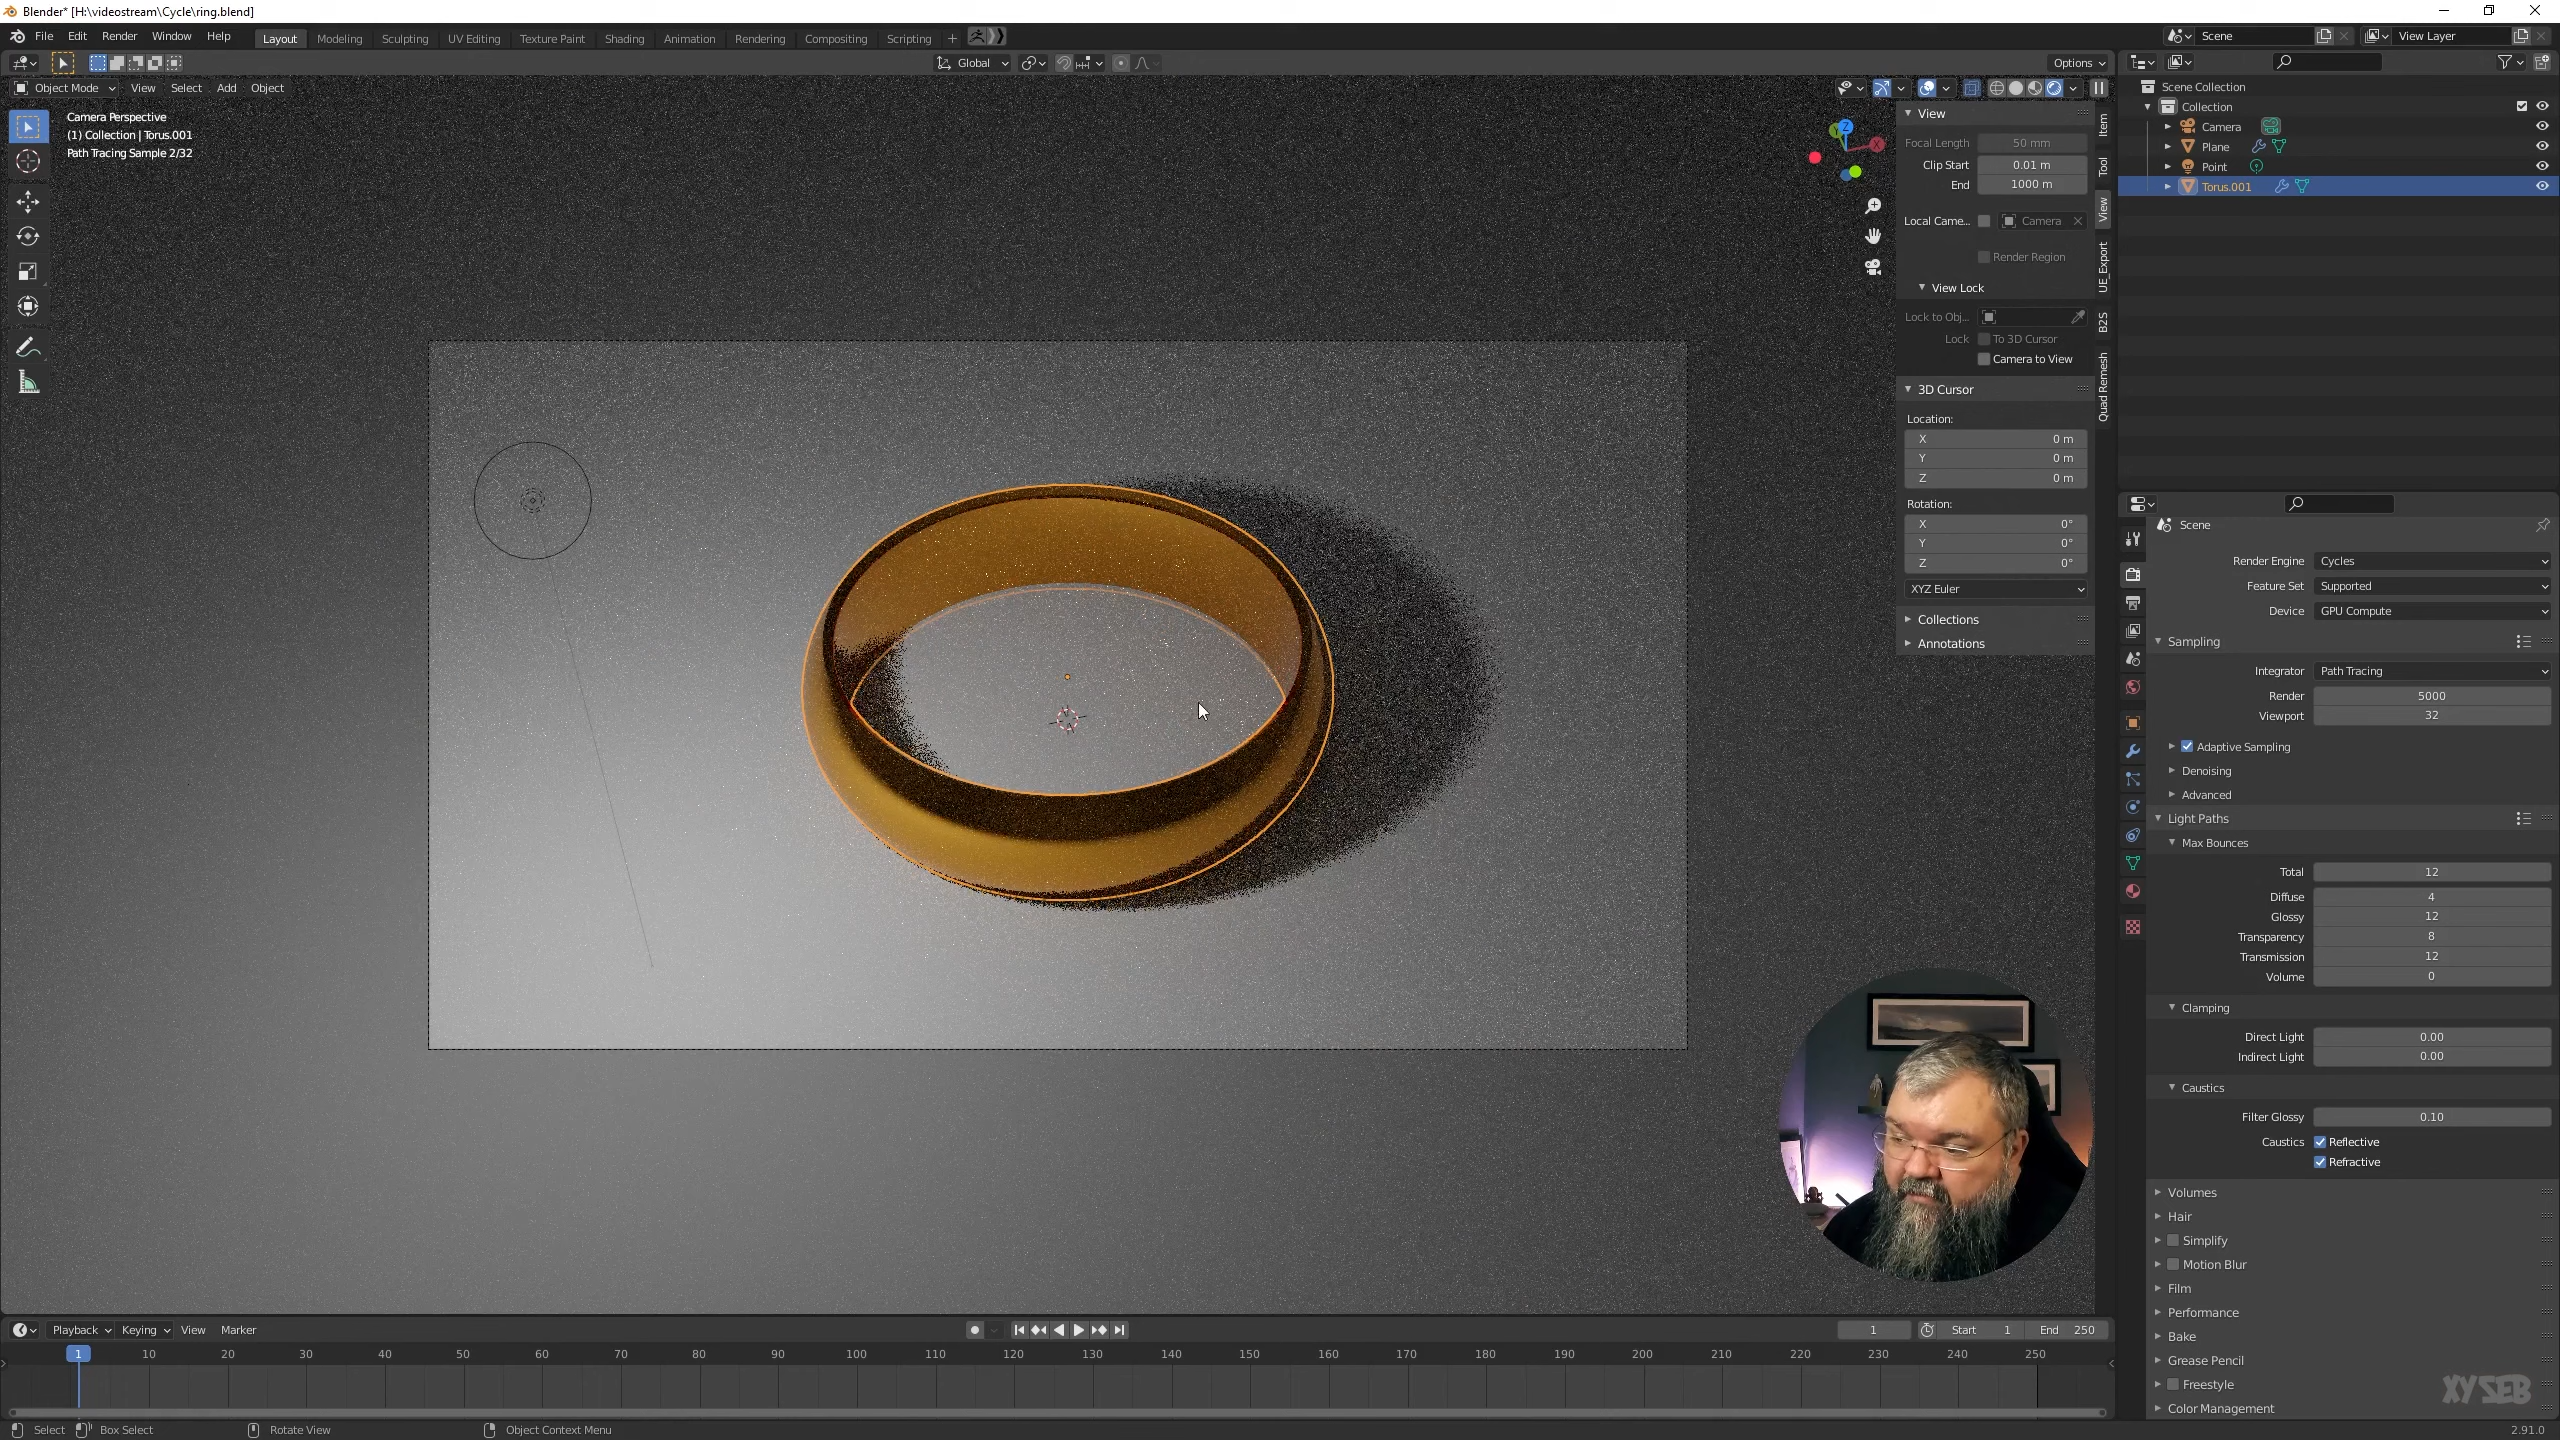 Blender* [H:\videostream\Cycle\ring.blend]
File Edit Render Window Help Layout Modeling Sculpting UV Editing Texture Paint Shading Animation Rendering Compositing Scripting +
Scene View Layer
Global Options
Object Mode View Select Add Object
Camera Perspective
(1) Collection | Torus.001
Path Tracing Sample 2/32
Scene Collection
Collection
Camera
Plane
Point
Torus.001
View
Focal Length 50 mm
Clip Start 0.01 m
End 1000 m
Local Came... Camera
Render Region
View Lock
Lock to Obj...
Lock To 3D Cursor
Camera to View
3D Cursor
Location:
X 0 m
Y 0 m
Z 0 m
Rotation:
X 0°
Y 0°
Z 0°
XYZ Euler
Collections
Annotations
Item
Tool
View
UE_Export
B2S
Quad Remesh
Z
X
Y
Scene
Render Engine Cycles
Feature Set Supported
Device GPU Compute
Sampling
Integrator Path Tracing
Render 5000
Viewport 32
Adaptive Sampling
Denoising
Advanced
Light Paths
Max Bounces
Total 12
Diffuse 4
Glossy 12
Transparency 8
Transmission 12
Volume 0
Clamping
Direct Light 0.00
Indirect Light 0.00
Caustics
Filter Glossy 0.10
Caustics Reflective
Refractive
Volumes
Hair
Simplify
Motion Blur
Film
Performance
Bake
Grease Pencil
Freestyle
Color Management
XYSEB
Playback Keying View Marker 1 Start 1 End 250
1 10 20 30 40 50 60 70 80 90 100 110 120 130 140 150 160 170 180 190 200 210 220 230 240 250
Select Box Select Rotate View Object Context Menu 2.91.0